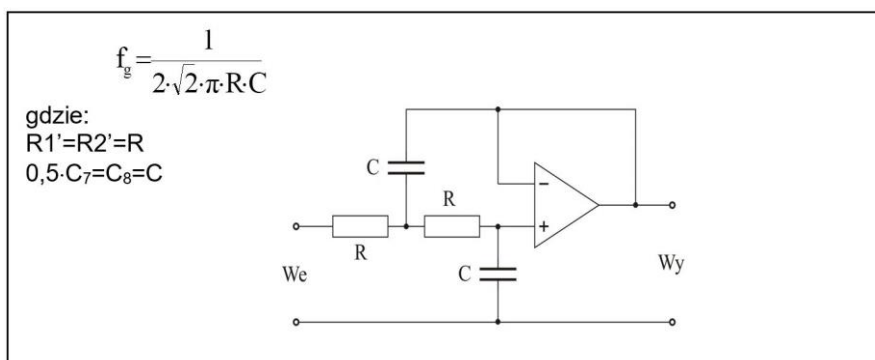 f_g = 1 / (2·√2·π·R·C)
gdzie:
R1’=R2’=R
0,5·C₇=C₈=C
C
R
−
+
R
We
C
Wy